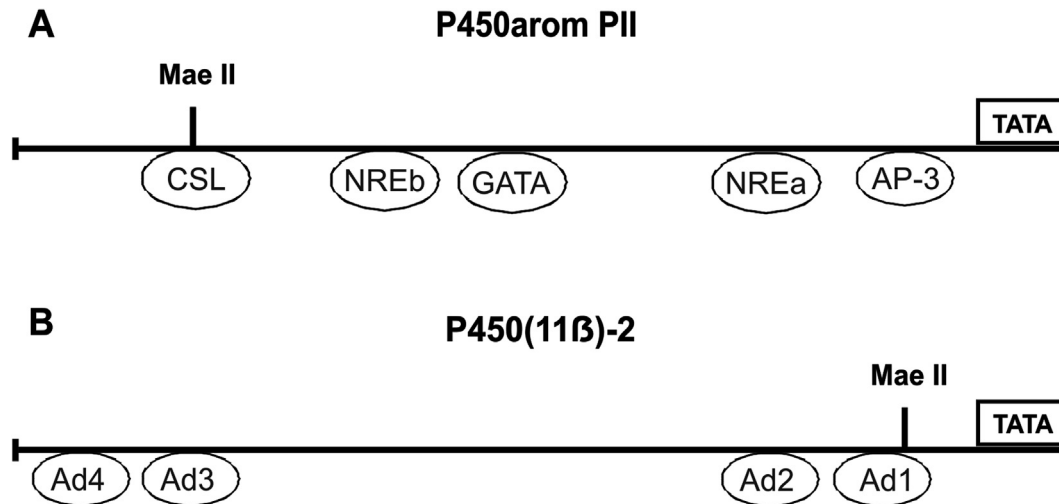 A
P450arom PII
Mae II
TATA
CSL NREb GATA NREa AP-3
B
P450(11ß)-2
Mae II
TATA
Ad4 Ad3 Ad2 Ad1